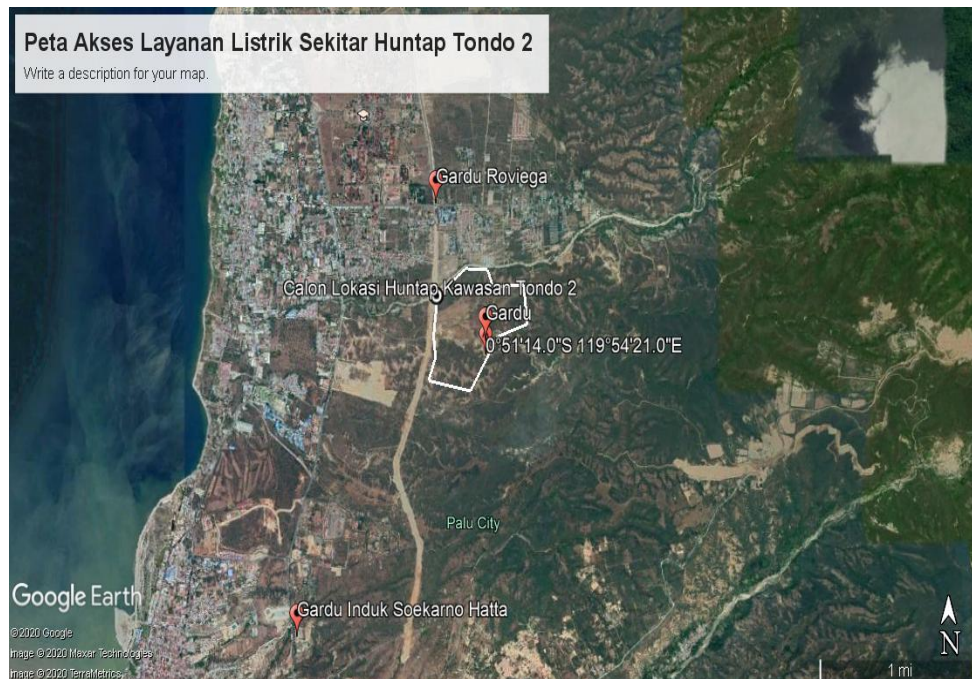 Peta Akses Layanan Listrik Sekitar Huntap Tondo 2
Write a description for your map.
Gardu Roviega
Calon Lokasi Huntap Kawasan Tondo 2
Gardu
0°51'14.0"S 119°54'21.0"E
Palu City
Gardu Induk Soekarno Hatta
Google Earth
©2020 Google
Image © 2020 Maxar Technologies
Image © 2020 TerraMetrics
N
1 mi